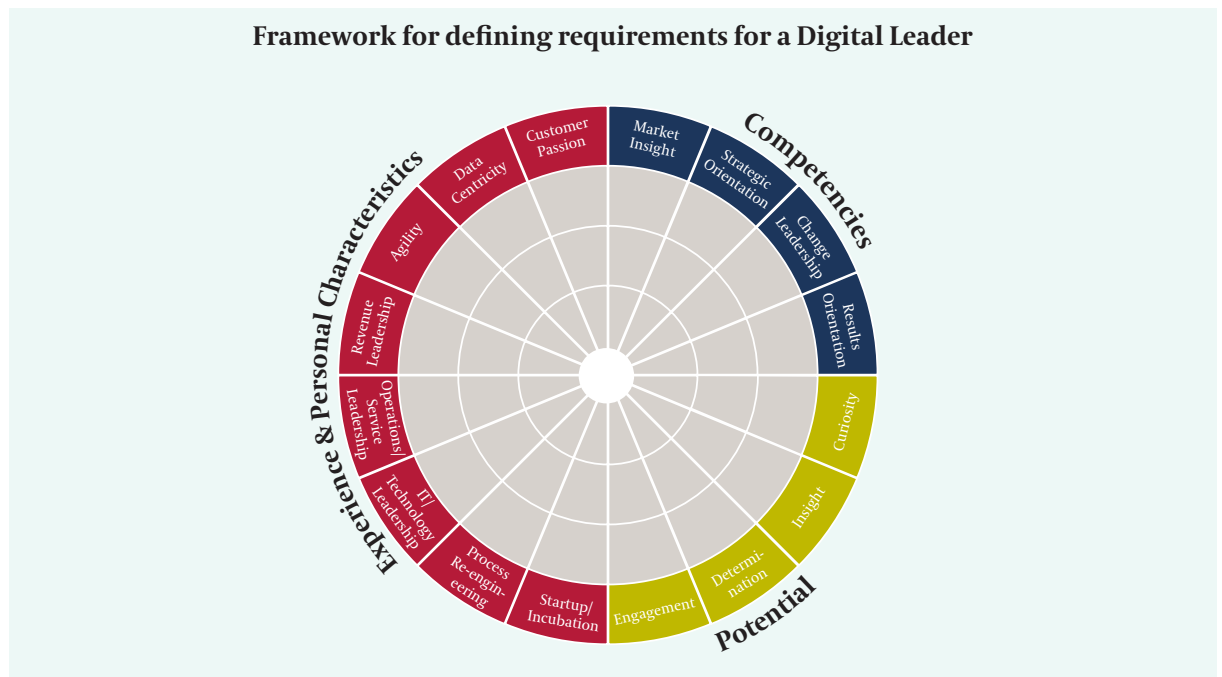 Framework for defining requirements for a Digital Leader
Competencies
Market
Insight
Strategic
Orientation
Change
Leadership
Results
Orientation
Potential
Curiosity
Insight
Determi-
nation
Engagement
Experience & Personal Characteristics
Startup/
Incubation
Process
Re-engin-
eering
IT/
Technology
Leadership
Operations/
Service
Leadership
Revenue
Leadership
Agility
Data
Centricity
Customer
Passion